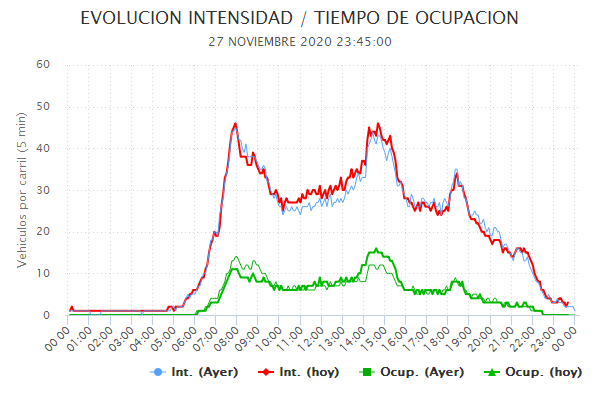 EVOLUCION INTENSIDAD / TIEMPO DE OCUPACION
27 NOVIEMBRE 2020 23:45:00
Vehiculos por carril (5 min)
60
50
40
30
20
10
0
00:00 01:00 02:00 03:00 04:00 05:00 06:00 07:00 08:00 09:00 10:00 11:00 12:00 13:00 14:00 15:00 16:00 17:00 18:00 19:00 20:00 21:00 22:00 23:00 00:00
Int. (Ayer) Int. (hoy) Ocup. (Ayer) Ocup. (hoy)